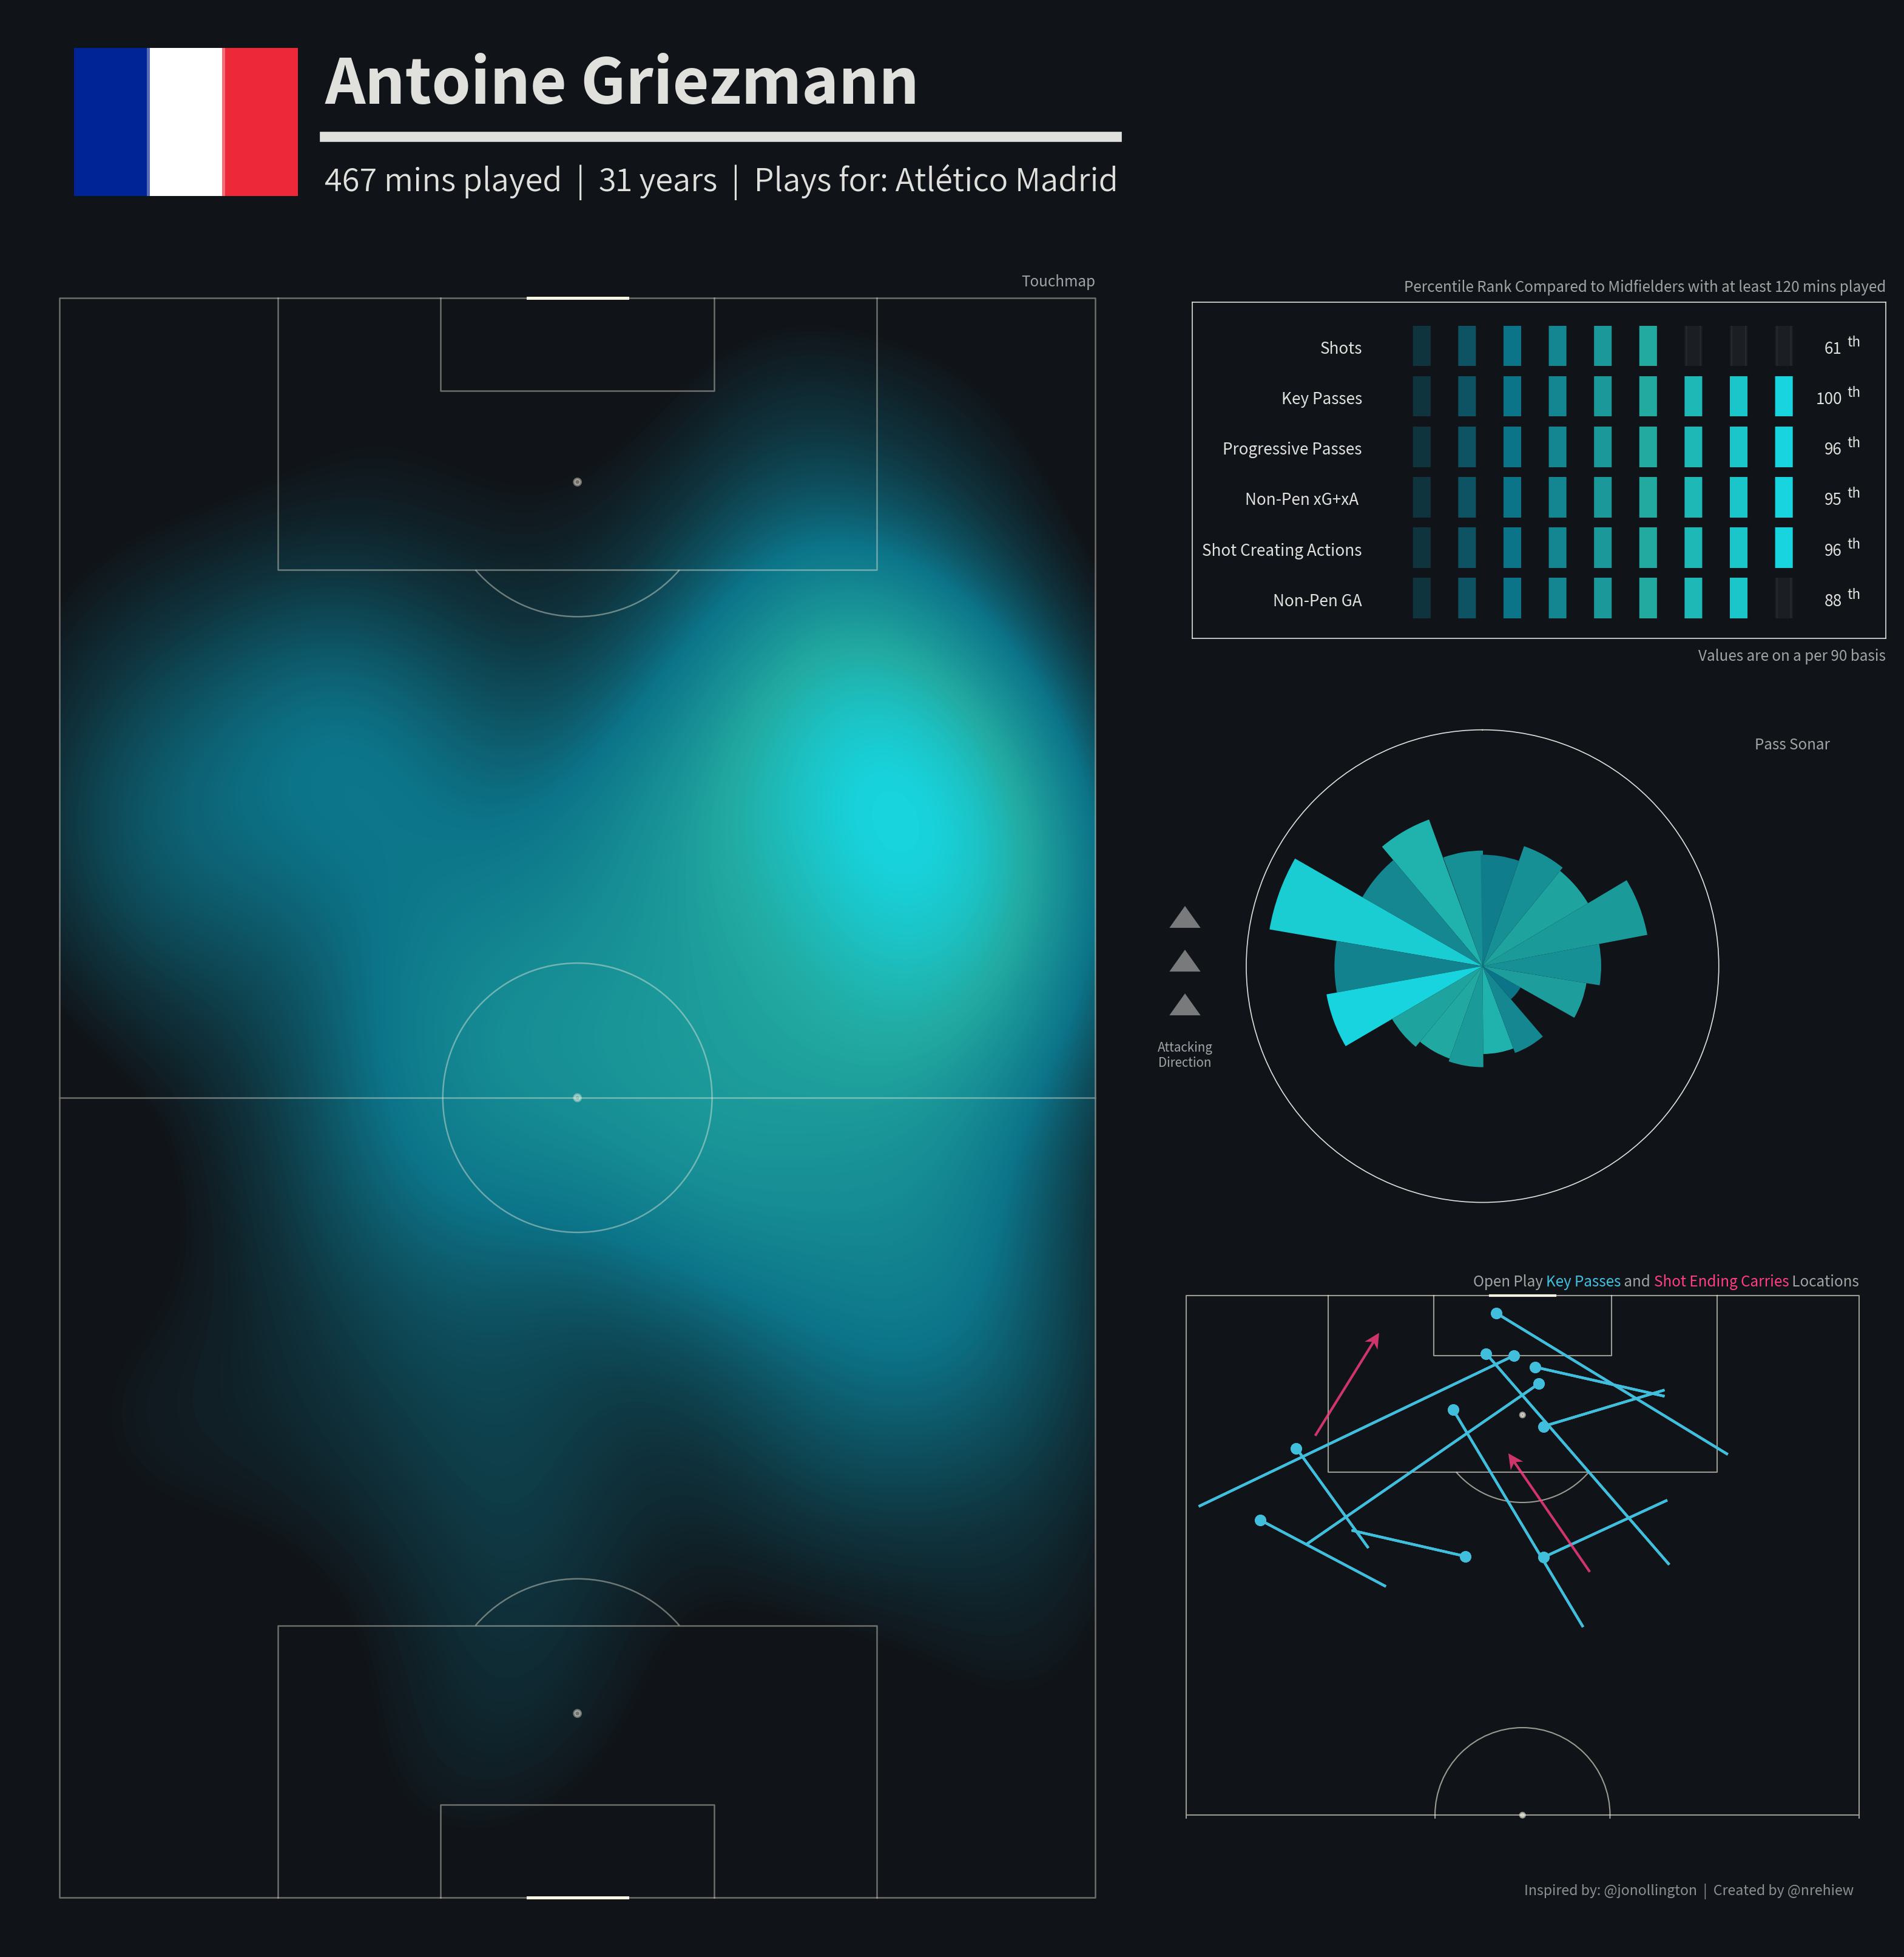 Antoine Griezmann
467 mins played | 31 years | Plays for: Atlético Madrid
Touchmap
Percentile Rank Compared to Midfielders with at least 120 mins played
Shots 61 th
Key Passes 100 th
Progressive Passes 96 th
Non-Pen xG+xA 95 th
Shot Creating Actions 96 th
Non-Pen GA 88 th
Values are on a per 90 basis
Pass Sonar
Attacking
Direction
Open Play Key Passes and Shot Ending Carries Locations
Inspired by: @jonollington | Created by @nrehiew